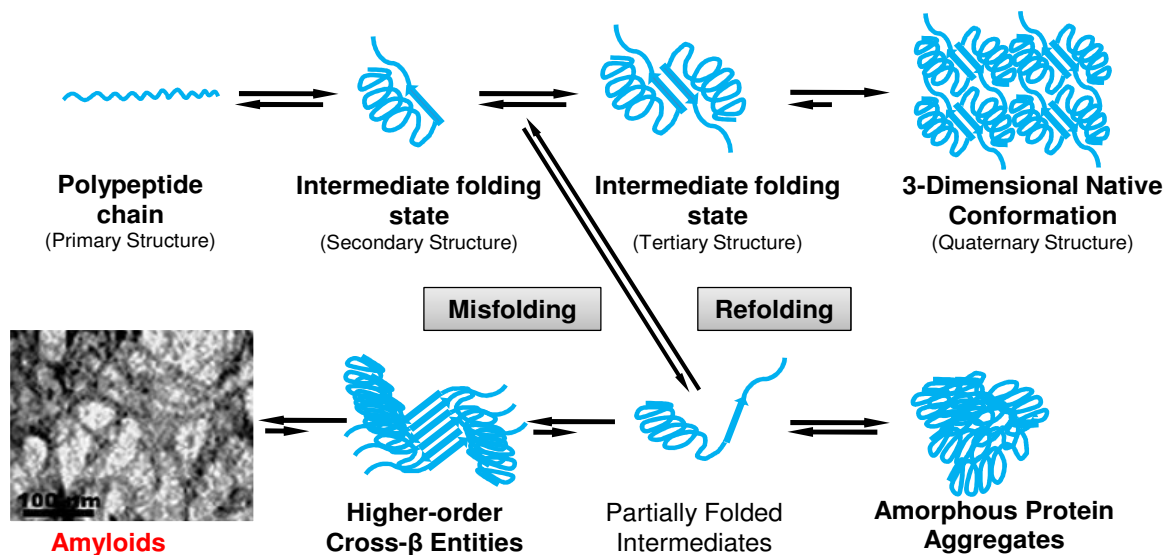 Polypeptide
chain
(Primary Structure)
Intermediate folding
state
(Secondary Structure)
Intermediate folding
state
(Tertiary Structure)
3-Dimensional Native
Conformation
(Quaternary Structure)
Misfolding
Refolding
100 nm
Amyloids
Higher-order
Cross-β Entities
Partially Folded
Intermediates
Amorphous Protein
Aggregates